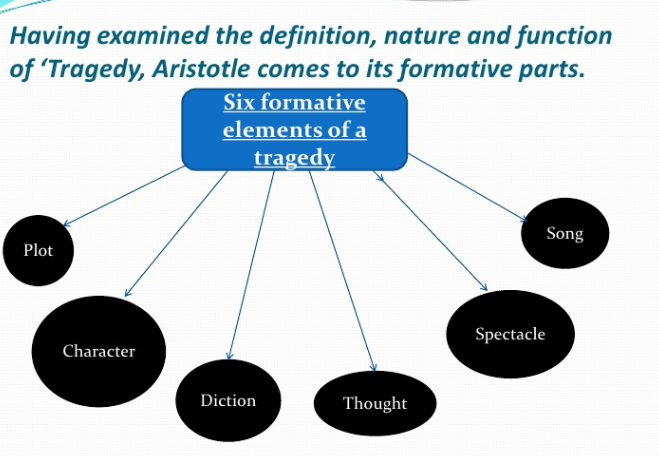 Having examined the definition, nature and function
of ‘Tragedy, Aristotle comes to its formative parts.
Six formative
elements of a
tragedy
Plot
Character
Diction
Thought
Spectacle
Song